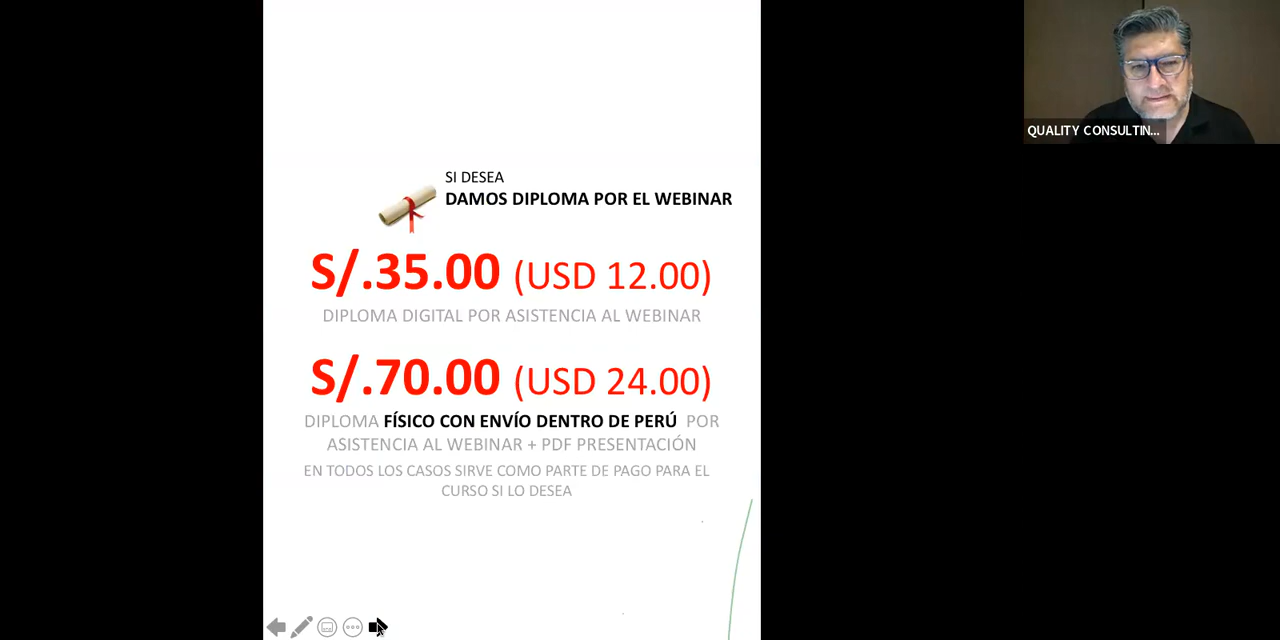 SI DESEA
DAMOS DIPLOMA POR EL WEBINAR
S/.35.00 (USD 12.00)
DIPLOMA DIGITAL POR ASISTENCIA AL WEBINAR
S/.70.00 (USD 24.00)
DIPLOMA FÍSICO CON ENVÍO DENTRO DE PERÚ POR
ASISTENCIA AL WEBINAR + PDF PRESENTACIÓN
EN TODOS LOS CASOS SIRVE COMO PARTE DE PAGO PARA EL
CURSO SI LO DESEA
QUALITY CONSULTIN...